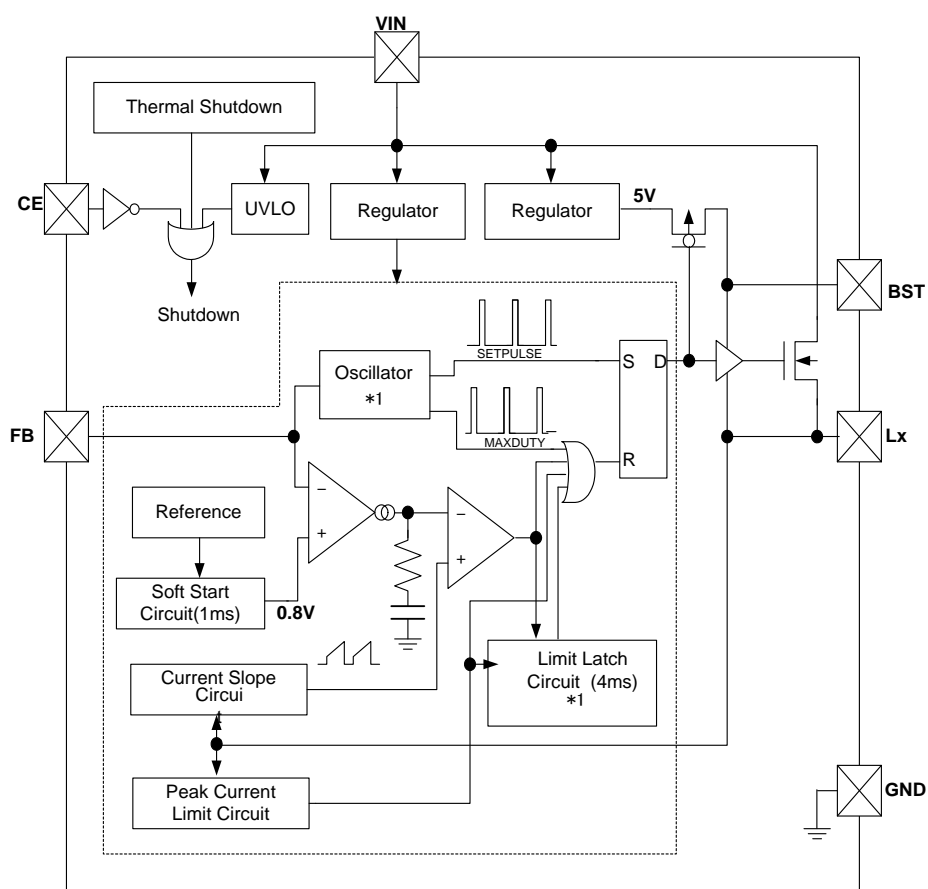 VIN
Thermal Shutdown
CE
UVLO
Regulator
Regulator
5V
BST
Shutdown
SETPULSE
Oscillator
*1
S
D
MAXDUTY
FB
Lx
R
−
+
−
+
Reference
Soft Start
Circuit(1ms)
0.8V
Limit Latch
Circuit (4ms)
*1
Current Slope
Circui
t
Peak Current
Limit Circuit
GND